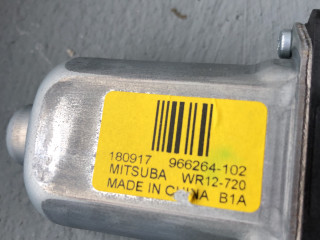 180917 966264-102
MITSUBA WR12-720
MADE IN CHINA B1A